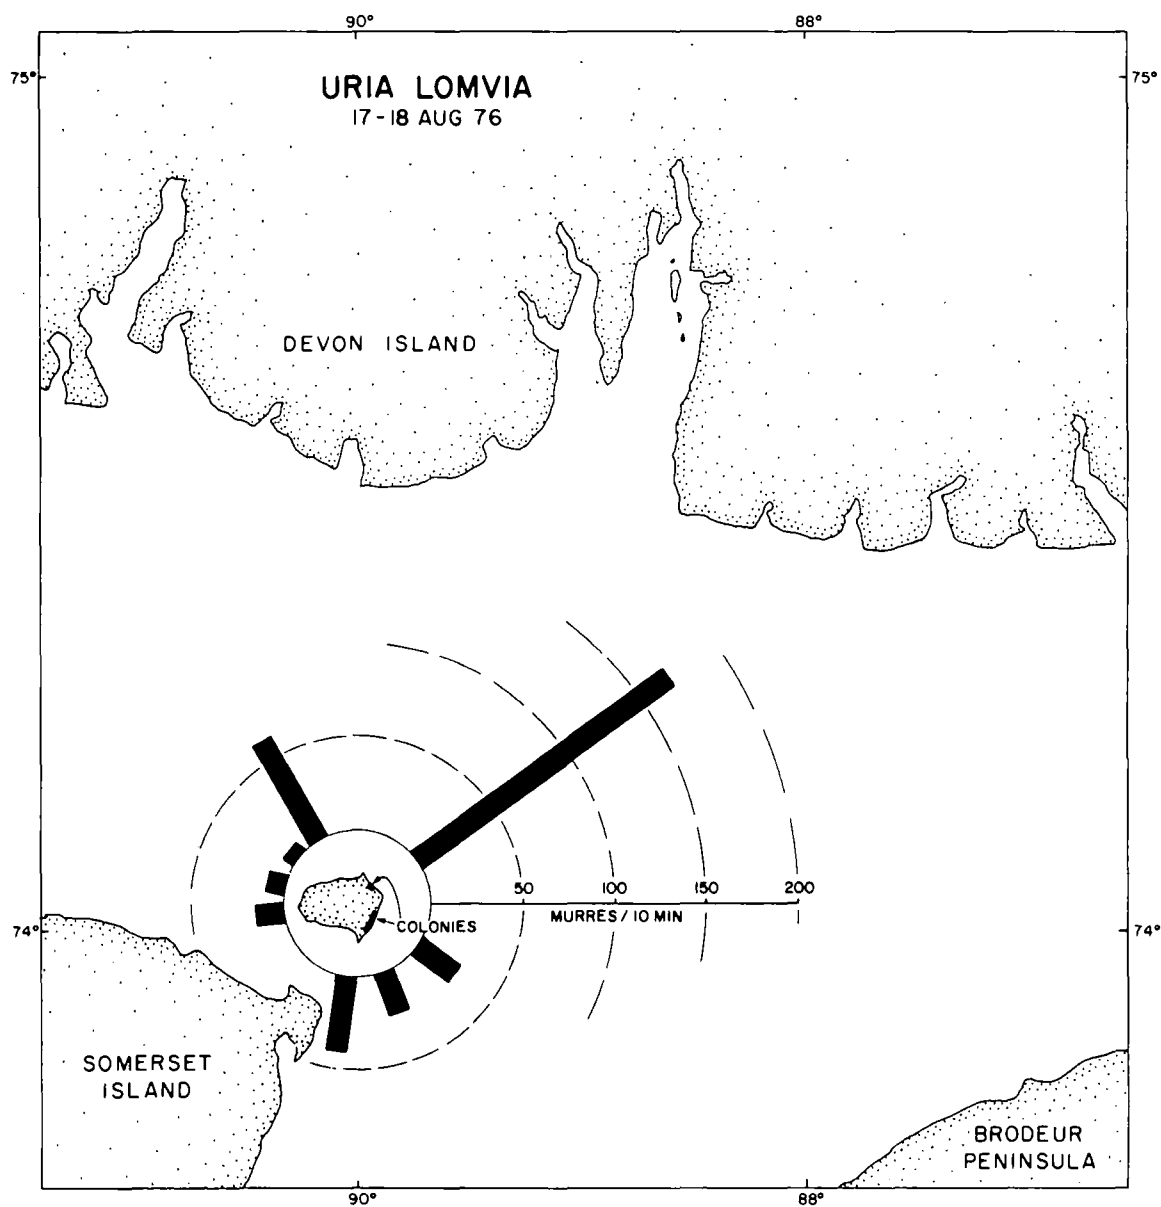 90° 88°
75° 75°
URIA LOMVIA
17-18 AUG 76
DEVON ISLAND
50 100 150 200
MURRES / 10 MIN
COLONIES
74° 74°
SOMERSET
ISLAND
BRODEUR
PENINSULA
90° 88°